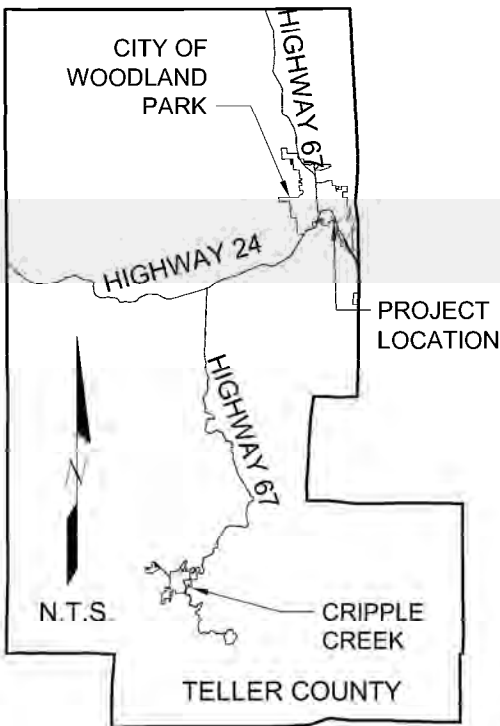 HIGHWAY 67
CITY OF
WOODLAND
PARK
HIGHWAY 24
PROJECT
LOCATION
HIGHWAY 67
N
N.T.S.
CRIPPLE
CREEK
TELLER COUNTY